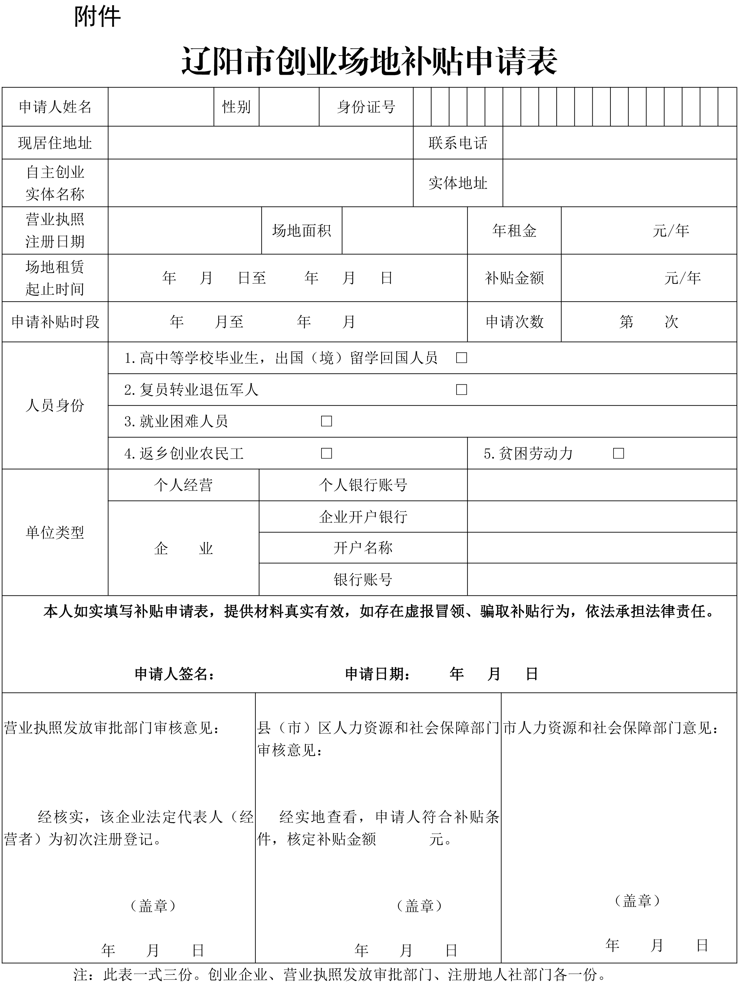 附件
辽阳市创业场地补贴申请表
申请人姓名 性别 身份证号
现居住地址 联系电话
自主创业
实体名称
实体地址
营业执照
注册日期
场地面积 年租金 元/年
场地租赁
起止时间
年 月 日至 年 月 日 补贴金额 元/年
申请补贴时段 年 月至 年 月 申请次数 第 次
人员身份
1.高中等学校毕业生，出国（境）留学回国人员 □
2.复员转业退伍军人 □
3.就业困难人员 □
4.返乡创业农民工 □ 5.贫困劳动力 □
单位类型
个人经营 个人银行账号
企 业
企业开户银行
开户名称
银行账号
本人如实填写补贴申请表，提供材料真实有效，如存在虚报冒领、骗取补贴行为，依法承担法律责任。
申请人签名： 申请日期： 年 月 日
营业执照发放审批部门审核意见：
经核实，该企业法定代表人（经
营者）为初次注册登记。
（盖章）
年 月 日
县（市）区人力资源和社会保障部门
审核意见：
经实地查看，申请人符合补贴条
件，核定补贴金额 元。
（盖章）
年 月 日
市人力资源和社会保障部门意见：
（盖章）
年 月 日
注：此表一式三份。创业企业、营业执照发放审批部门、注册地人社部门各一份。